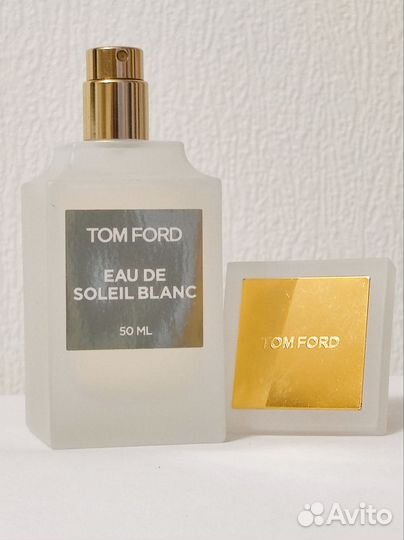 TOM FORD
EAU DE
SOLEIL BLANC
50 ML
TOM FORD
Avito